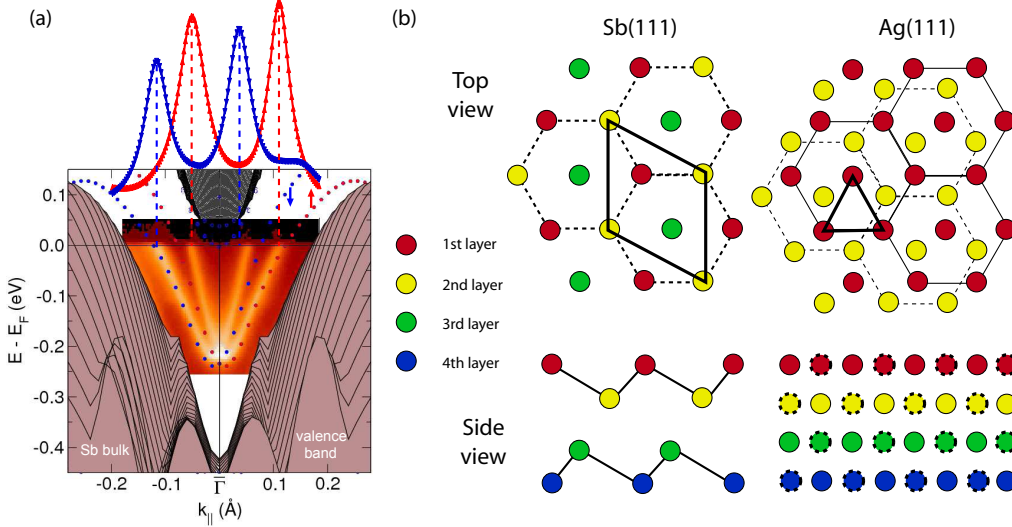 (a)
0.1
0.0
-0.1
-0.2
-0.3
-0.4
E - E_F (eV)
Sb bulk
valence
band
-0.2
-0.1
Γ̅
0.1
0.2
k_|| (Å)
(b)
Sb(111)
Ag(111)
Top
view
1st layer
2nd layer
3rd layer
4th layer
Side
view